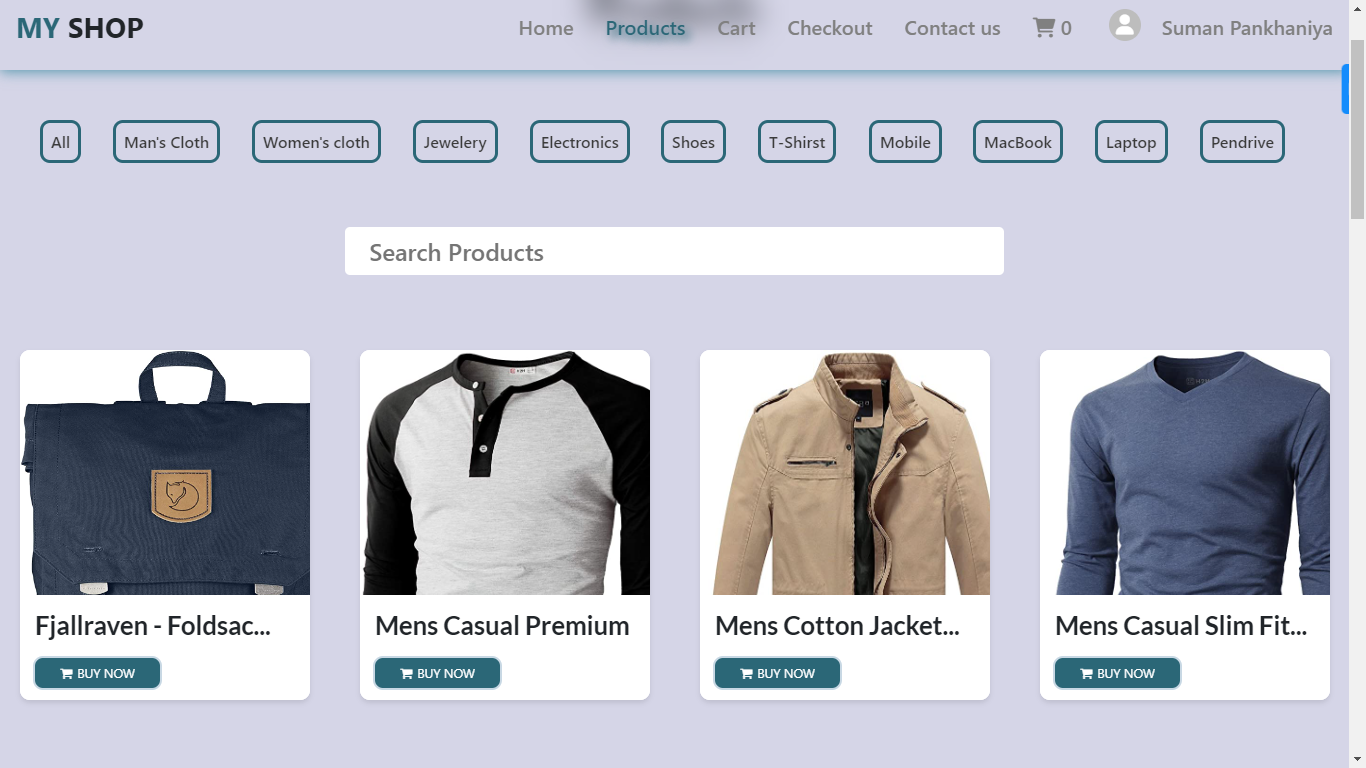 MY SHOP
Home Products Cart Checkout Contact us 0 Suman Pankhaniya
All Man's Cloth Women's cloth Jewelery Electronics Shoes T-Shirst Mobile MacBook Laptop Pendrive
Search Products
Fjallraven - Foldsac... Mens Casual Premium Mens Cotton Jacket... Mens Casual Slim Fit...
BUY NOW BUY NOW BUY NOW BUY NOW